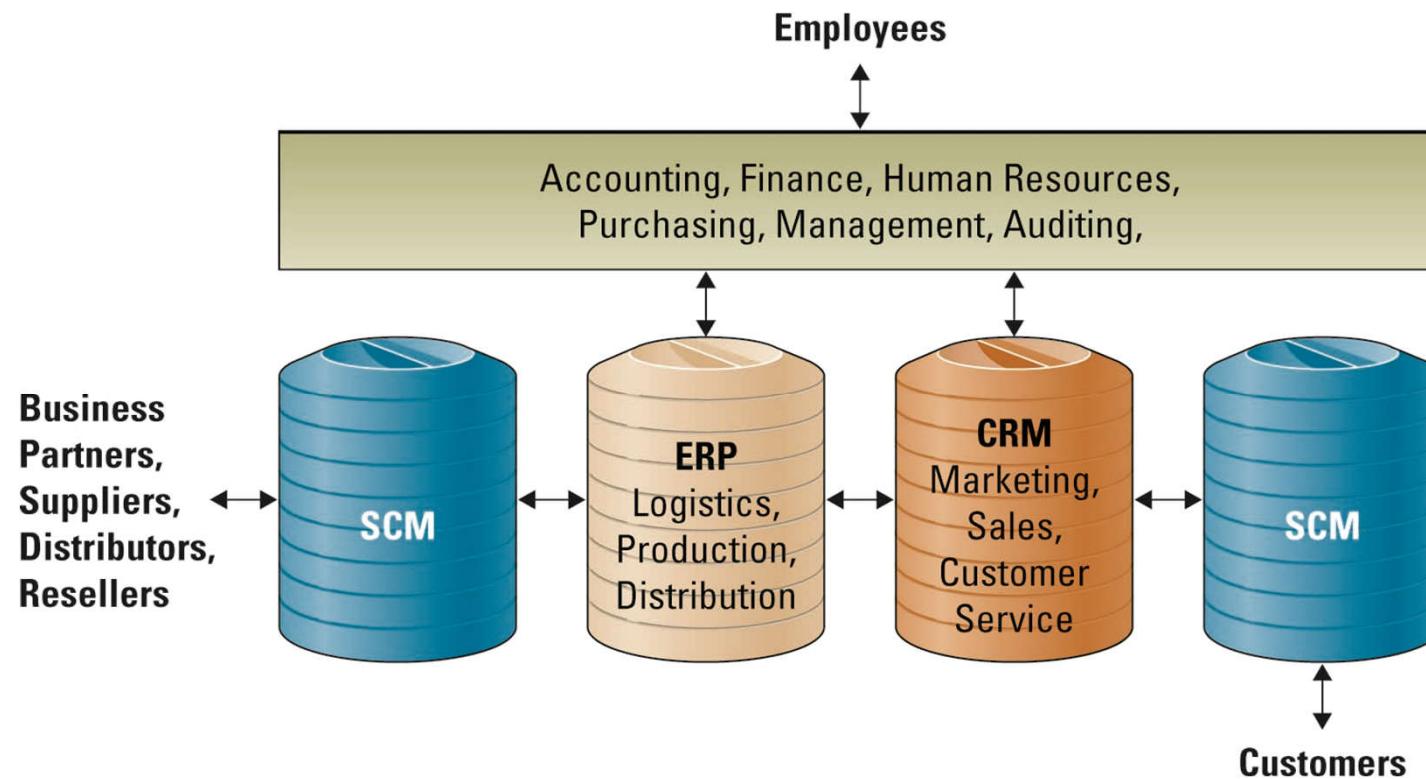 Employees
Accounting, Finance, Human Resources,
Purchasing, Management, Auditing,
Business
Partners,
Suppliers,
Distributors,
Resellers
SCM
ERP
Logistics,
Production,
Distribution
CRM
Marketing,
Sales,
Customer
Service
SCM
Customers